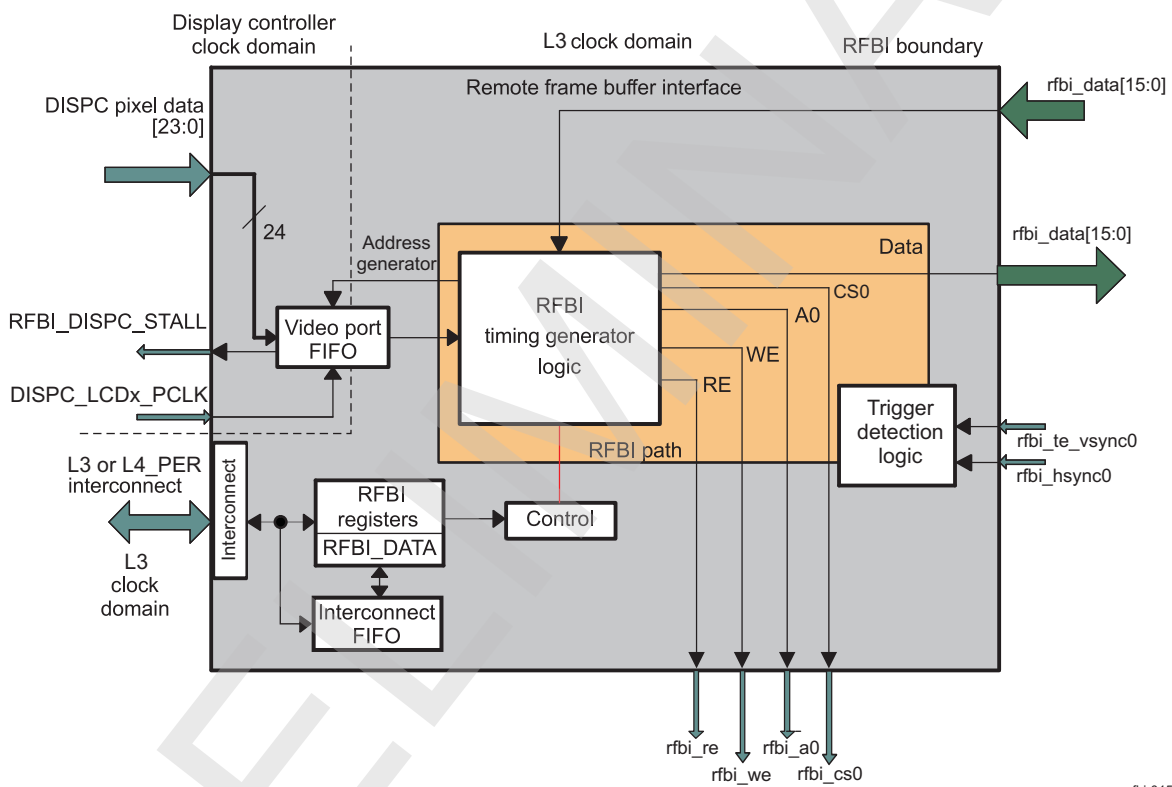 Display controller
clock domain
L3 clock domain
RFBI boundary
Remote frame buffer interface
rfbi_data[15:0]
DISPC pixel data
[23:0]
24
Address
generator
Data
rfbi_data[15:0]
RFBI
timing generator
logic
CS0
A0
WE
RE
RFBI_DISPC_STALL
Video port
FIFO
DISPC_LCDx_PCLK
Trigger
detection
logic
rfbi_te_vsync0
rfbi_hsync0
RFBI path
L3 or L4_PER
interconnect
Interconnect
RFBI
registers
RFBI_DATA
Control
L3
clock
domain
Interconnect
FIFO
rfbi_re
rfbi_we
rfbi_a0
rfbi_cs0